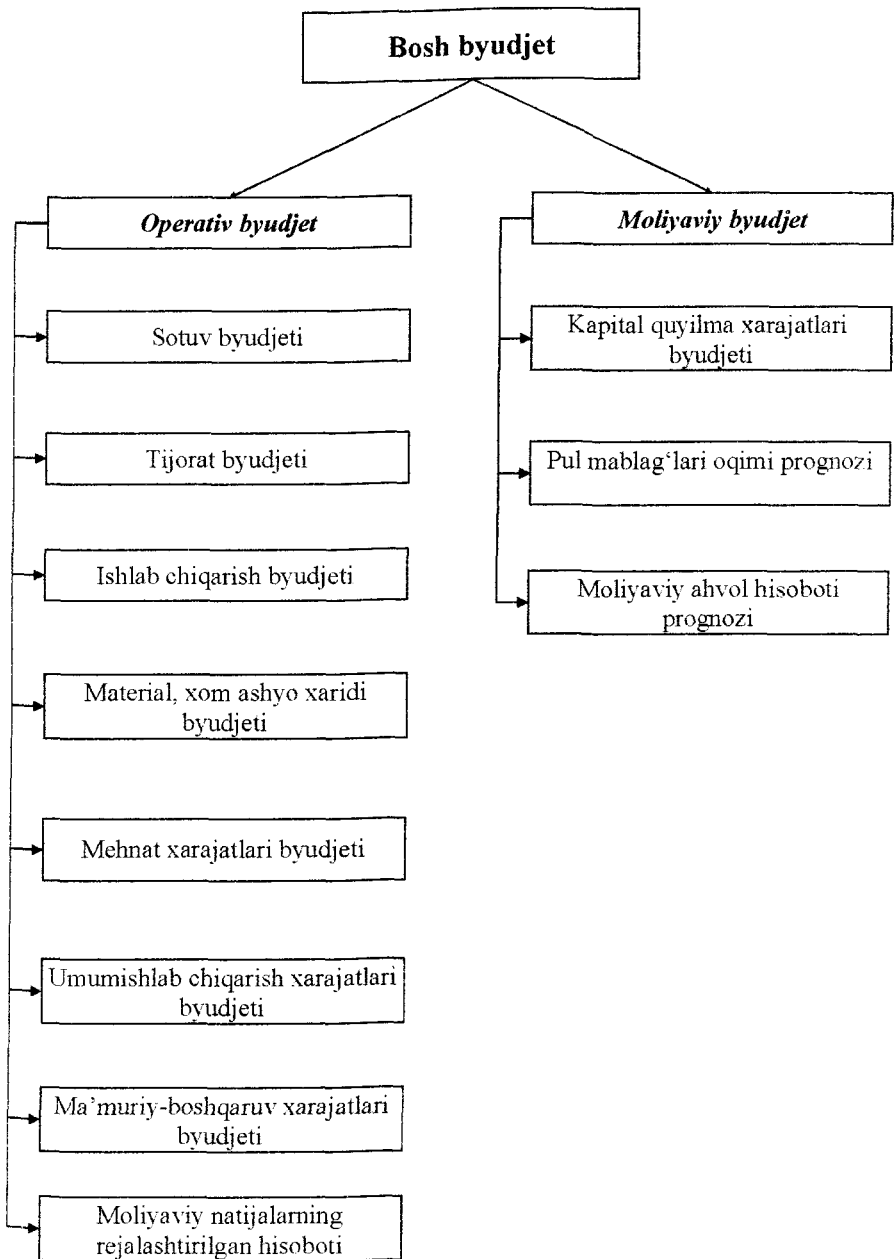 Bosh byudjet
Operativ byudjet
Sotuv byudjeti
Tijorat byudjeti
Ishlab chiqarish byudjeti
Material, xom ashyo xaridi
byudjeti
Mehnat xarajatlari byudjeti
Umumishlab chiqarish xarajatlari
byudjeti
Ma’muriy-boshqaruv xarajatlari
byudjeti
Moliyaviy natijalarning
rejalashtirilgan hisoboti
Moliyaviy byudjet
Kapital quyilma xarajatlari
byudjeti
Pul mablag‘lari oqimi prognozi
Moliyaviy ahvol hisoboti
prognozi